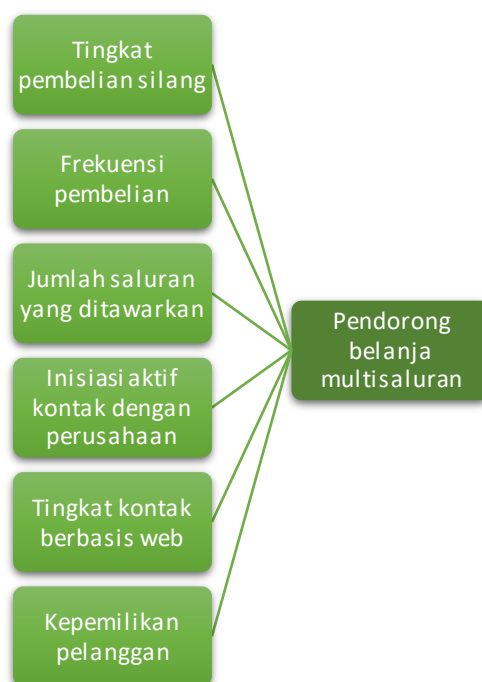 Tingkat
pembelian silang
Frekuensi
pembelian
Jumlah saluran
yang ditawarkan
Inisiasi aktif
kontak dengan
perusahaan
Tingkat kontak
berbasis web
Kepemilikan
pelanggan
Pendorong
belanja
multisaluran